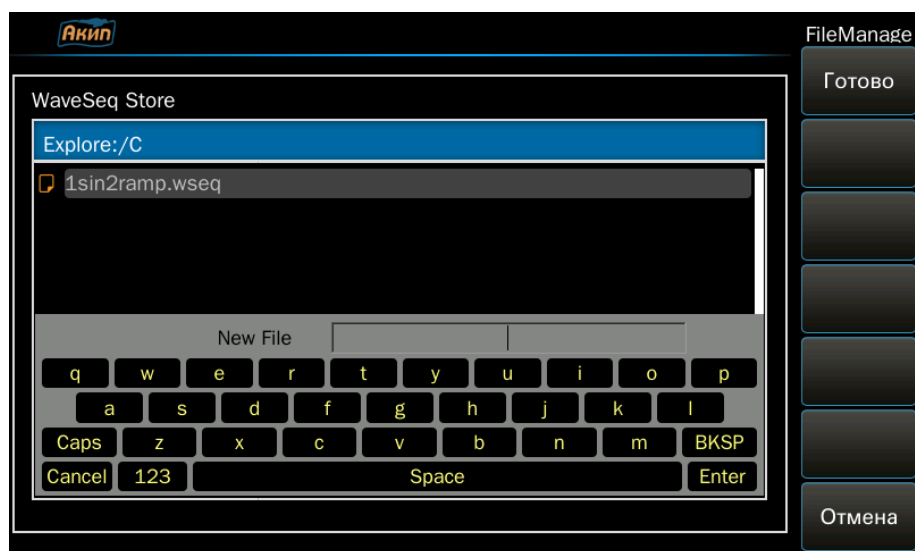 Акип
FileManage
Готово
WaveSeq Store
Explore:/C
1sin2ramp.wseq
New File
q w e r t y u i o p
a s d f g h j k l
Caps z x c v b n m BKSP
Cancel 123 Space Enter
Отмена